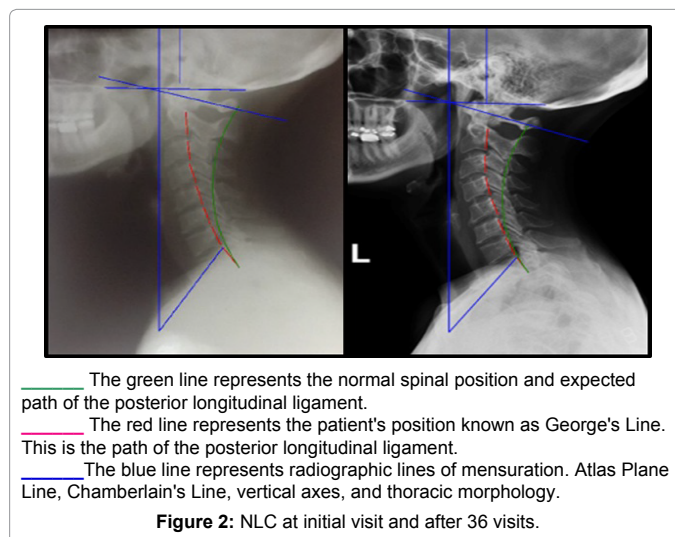 L
______ The green line represents the normal spinal position and expected
path of the posterior longitudinal ligament.
______ The red line represents the patient's position known as George's Line.
This is the path of the posterior longitudinal ligament.
______The blue line represents radiographic lines of mensuration. Atlas Plane
Line, Chamberlain's Line, vertical axes, and thoracic morphology.
Figure 2: NLC at initial visit and after 36 visits.